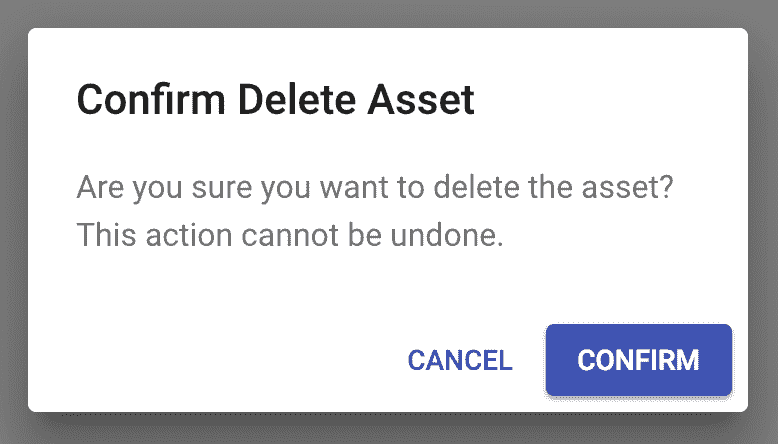 Confirm Delete Asset
Are you sure you want to delete the asset?
This action cannot be undone.
CANCEL CONFIRM